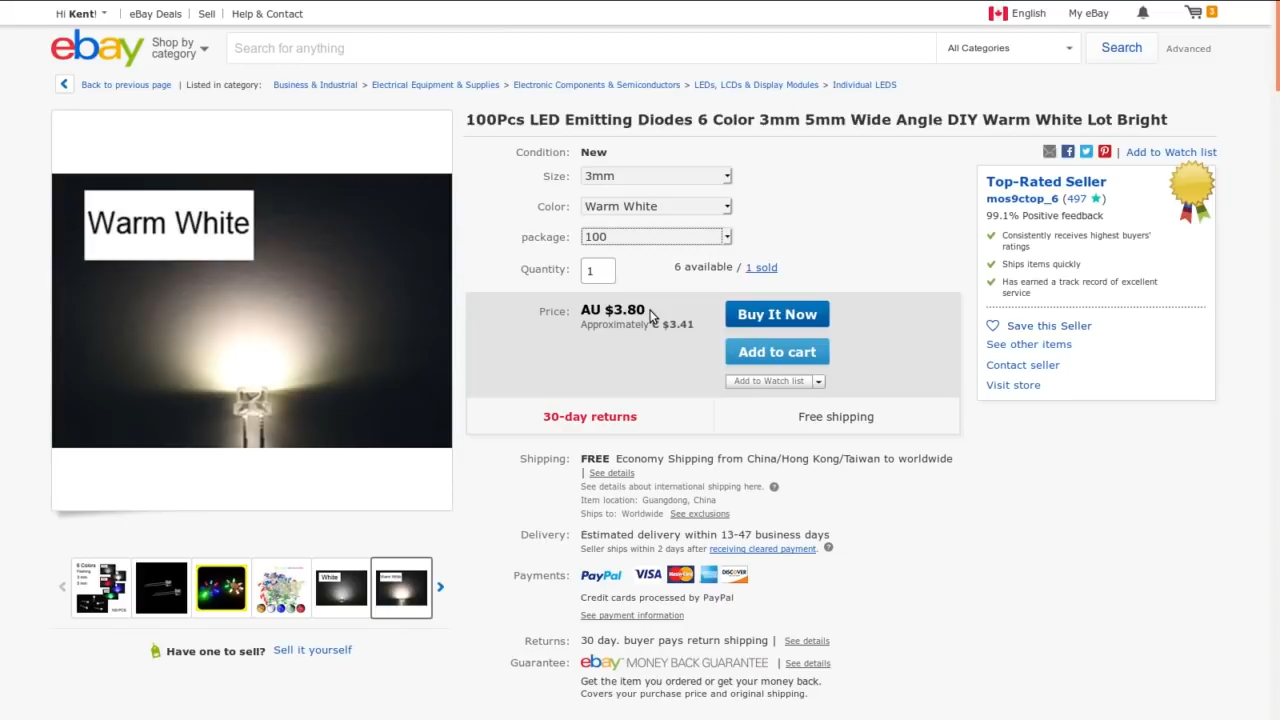 Hi Kent! | eBay Deals | Sell | Help & Contact
English My eBay 3
ebay Shop by category Search for anything All Categories Search Advanced
Back to previous page | Listed in category: Business & Industrial > Electrical Equipment & Supplies > Electronic Components & Semiconductors > LEDs, LCDs & Display Modules > Individual LEDS
100Pcs LED Emitting Diodes 6 Color 3mm 5mm Wide Angle DIY Warm White Lot Bright
| Add to Watch list
Warm White
Condition: New
Size: 3mm
Color: Warm White
package: 100
Quantity: 1 6 available / 1 sold
Price: AU $3.80
Approximately $3.41
Buy It Now
Add to cart
Add to Watch list
30-day returns Free shipping
Shipping: FREE Economy Shipping from China/Hong Kong/Taiwan to worldwide
| See details
See details about international shipping here.
Item location: Guangdong, China
Ships to: Worldwide See exclusions
Delivery: Estimated delivery within 13-47 business days
Seller ships within 2 days after receiving cleared payment.
Payments: PayPal VISA MasterCard DISCOVER
Credit cards processed by PayPal
See payment information
Returns: 30 day. buyer pays return shipping | See details
Guarantee: ebay MONEY BACK GUARANTEE | See details
Get the item you ordered or get your money back.
Covers your purchase price and original shipping.
Top-Rated Seller
mos9ctop_6 (497 ★)
99.1% Positive feedback
Consistently receives highest buyers'
ratings
Ships items quickly
Has earned a track record of excellent
service
Save this Seller
See other items
Contact seller
Visit store
White
Warm White
Have one to sell? Sell it yourself